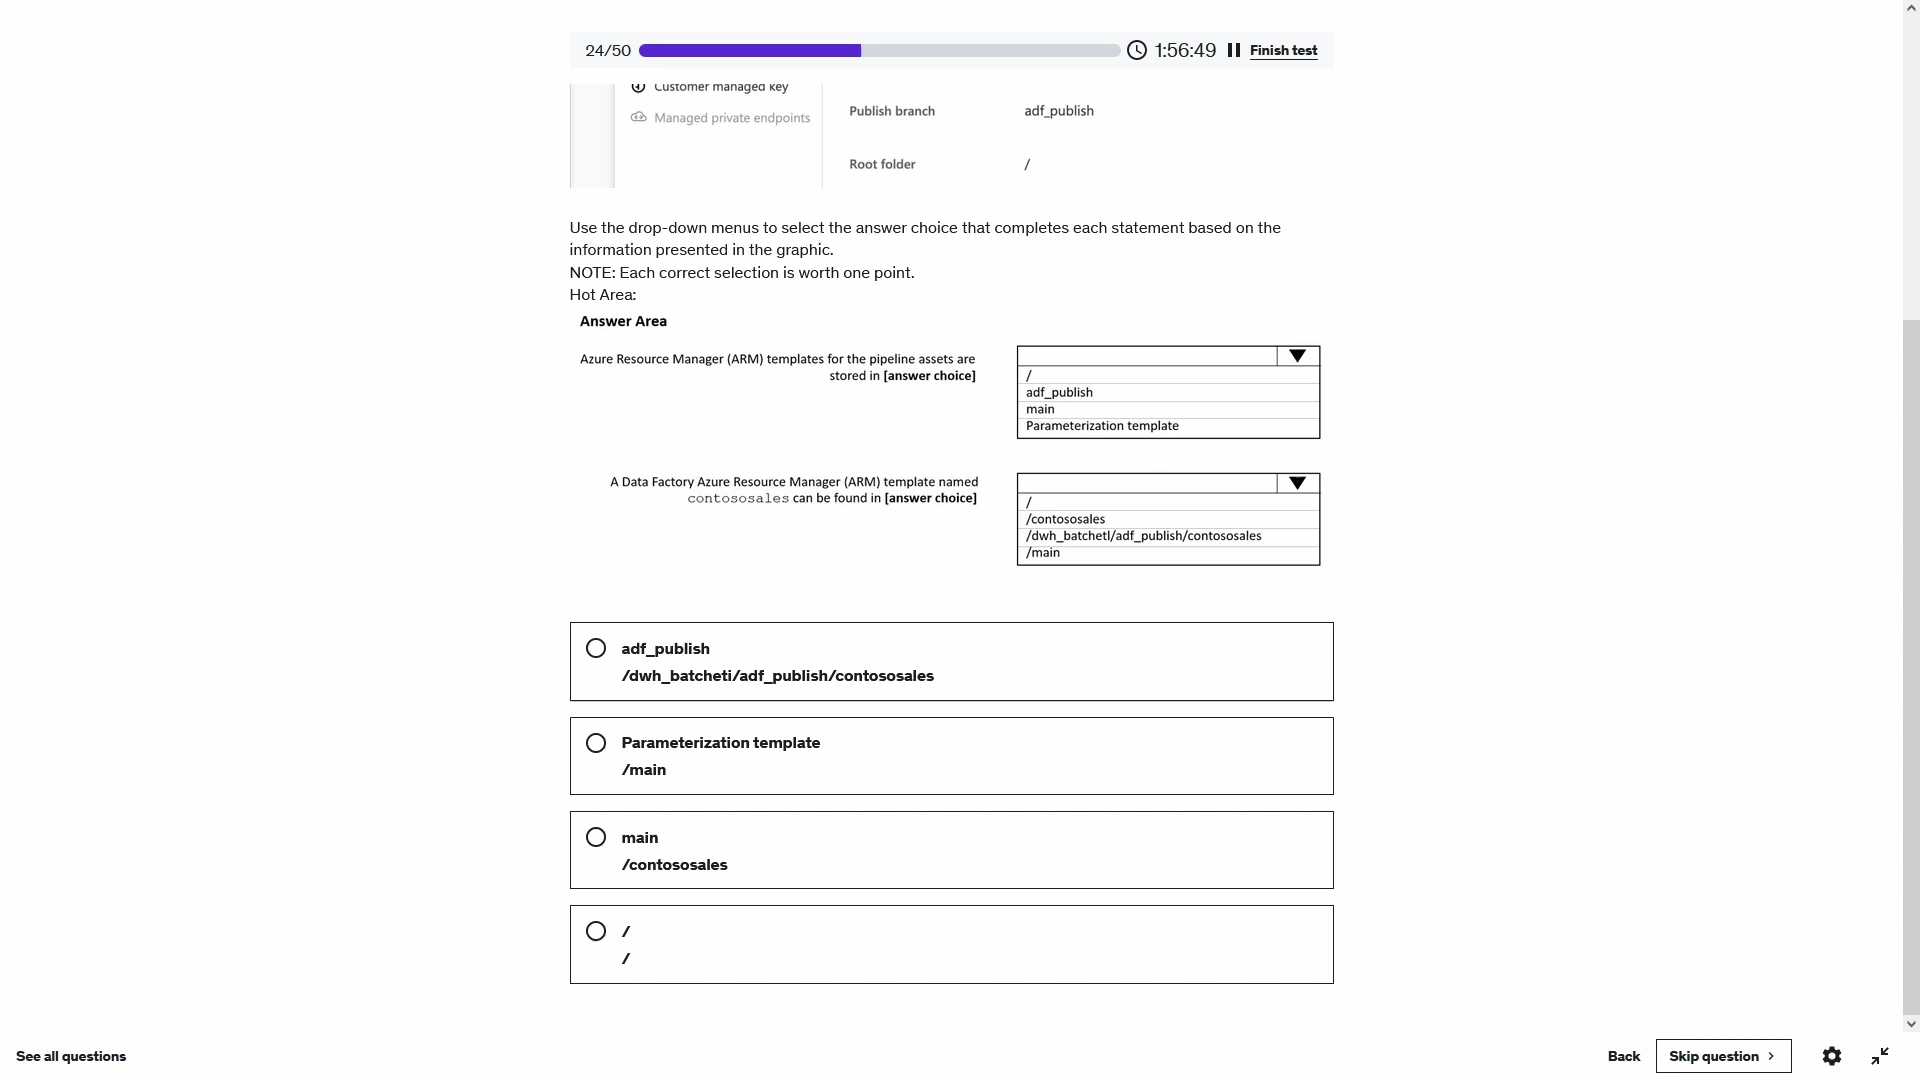 24/50
1:56:49
Finish test
Customer managed key
Managed private endpoints
Publish branch adf_publish
Root folder /
Use the drop-down menus to select the answer choice that completes each statement based on the
information presented in the graphic.
NOTE: Each correct selection is worth one point.
Hot Area:
Answer Area
Azure Resource Manager (ARM) templates for the pipeline assets are
stored in [answer choice]
/
adf_publish
main
Parameterization template
A Data Factory Azure Resource Manager (ARM) template named
contososales can be found in [answer choice]
/
/contososales
/dwh_batchetl/adf_publish/contososales
/main
adf_publish
/dwh_batcheti/adf_publish/contososales
Parameterization template
/main
main
/contososales
/
/
See all questions
Back
Skip question